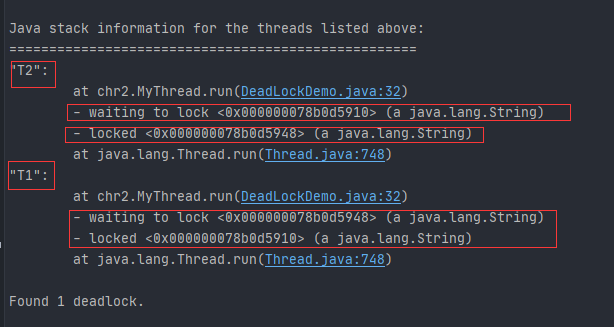 Java stack information for the threads listed above:
===================================================
"T2":
        at chr2.MyThread.run(DeadLockDemo.java:32)
        - waiting to lock <0x000000078b0d5910> (a java.lang.String)
        - locked <0x000000078b0d5948> (a java.lang.String)
        at java.lang.Thread.run(Thread.java:748)
"T1":
        at chr2.MyThread.run(DeadLockDemo.java:32)
        - waiting to lock <0x000000078b0d5948> (a java.lang.String)
        - locked <0x000000078b0d5910> (a java.lang.String)
        at java.lang.Thread.run(Thread.java:748)
Found 1 deadlock.